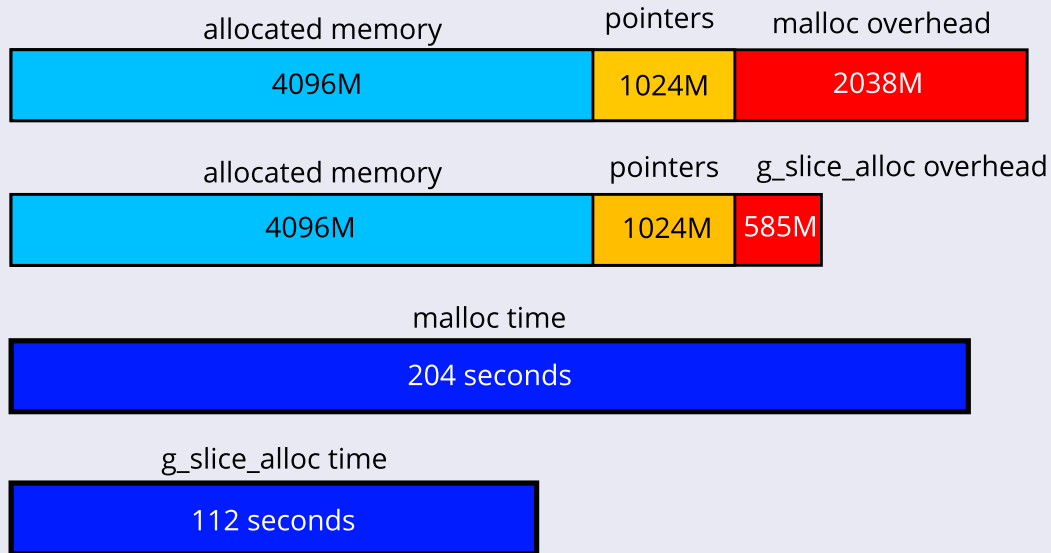 allocated memory pointers malloc overhead
4096M 1024M 2038M
allocated memory pointers g_slice_alloc overhead
4096M 1024M 585M
malloc time
204 seconds
g_slice_alloc time
112 seconds